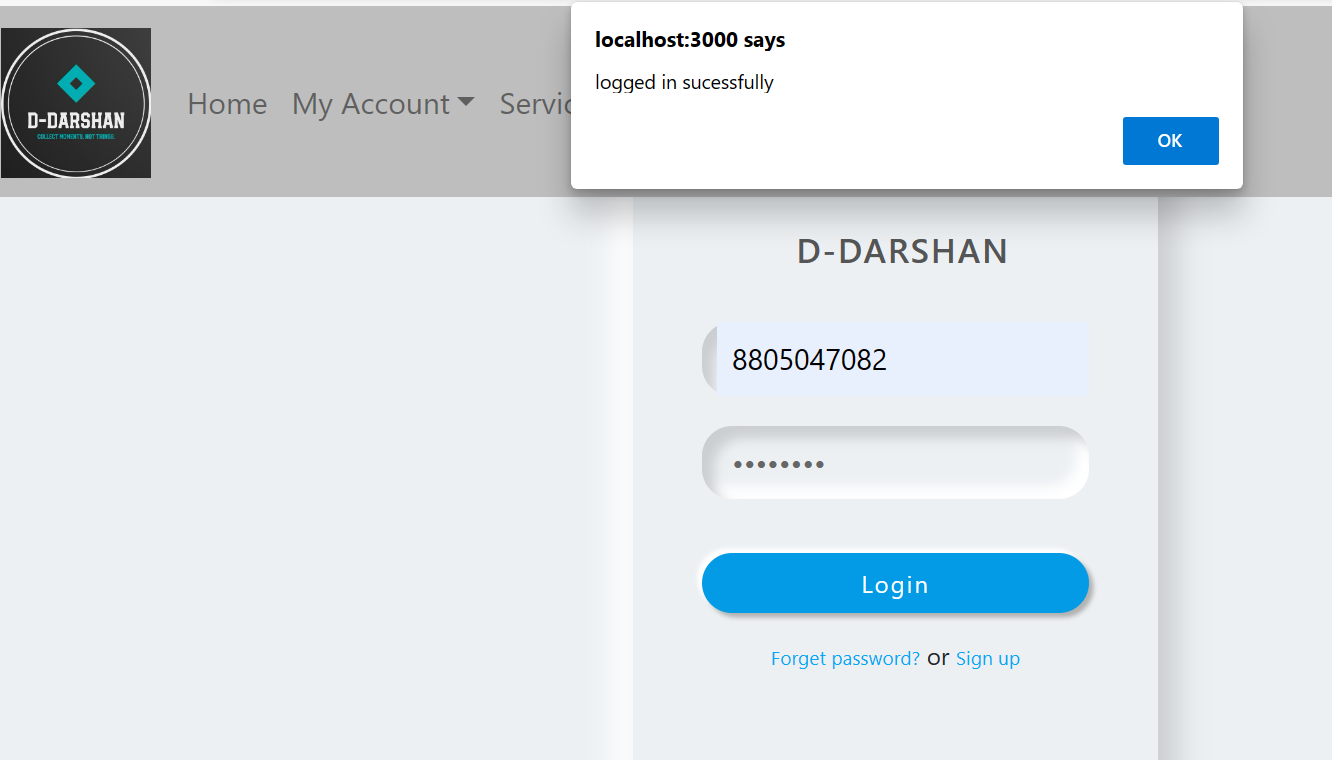 localhost:3000 says
logged in sucessfully
OK
D-DARSHAN
COLLECT MOMENTS, NOT THINGS.
Home My Account
D-DARSHAN
8805047082
Login
Forget password? or Sign up